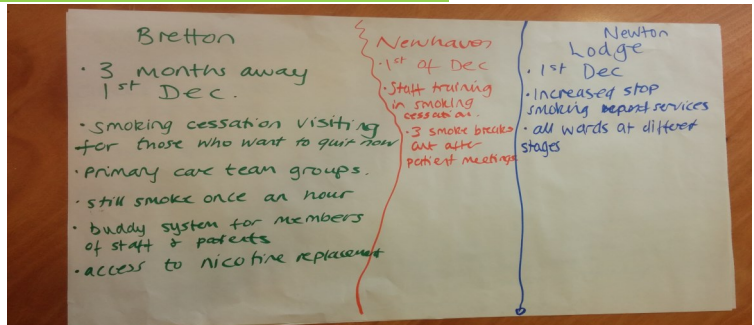 Bretton
• 3 months away
1st Dec.
• smoking cessation visiting
for those who want to quit now
• primary care team groups.
• still smoke once an hour
• buddy system for members
of staff & patents
• access to nicotine replacement
Newhaven
• 1st of Dec
• Staff training
in smoking
cessation.
• 3 smoke breaks
after
patient meetings
Newton
Lodge
• 1st Dec
• increased stop
smoking services
• all wards at different
stages